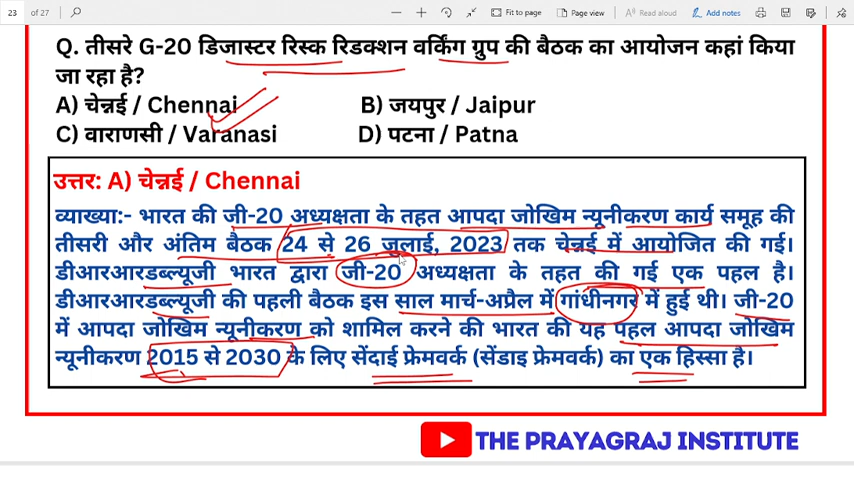 23 of 27 Fit to page Page view Read aloud Add notes
Q. तीसरे G-20 डिजास्टर रिस्क रिडक्शन वर्किंग ग्रुप की बैठक का आयोजन कहां किया
जा रहा है?
A) चेन्नई / Chennai B) जयपुर / Jaipur
C) वाराणसी / Varanasi D) पटना / Patna
उत्तर: A) चेन्नई / Chennai
व्याख्या:- भारत की जी-20 अध्यक्षता के तहत आपदा जोखिम न्यूनीकरण कार्य समूह की
तीसरी और अंतिम बैठक 24 से 26 जुलाई, 2023 तक चेन्नई में आयोजित की गई।
डीआरआरडब्ल्यूजी भारत द्वारा जी-20 अध्यक्षता के तहत की गई एक पहल है।
डीआरआरडब्ल्यूजी की पहली बैठक इस साल मार्च-अप्रैल में गांधीनगर में हुई थी। जी-20
में आपदा जोखिम न्यूनीकरण को शामिल करने की भारत की यह पहल आपदा जोखिम
न्यूनीकरण 2015 से 2030 के लिए सेंदाई फ्रेमवर्क (सेंडाइ फ्रेमवर्क) का एक हिस्सा है।
THE PRAYAGRAJ INSTITUTE